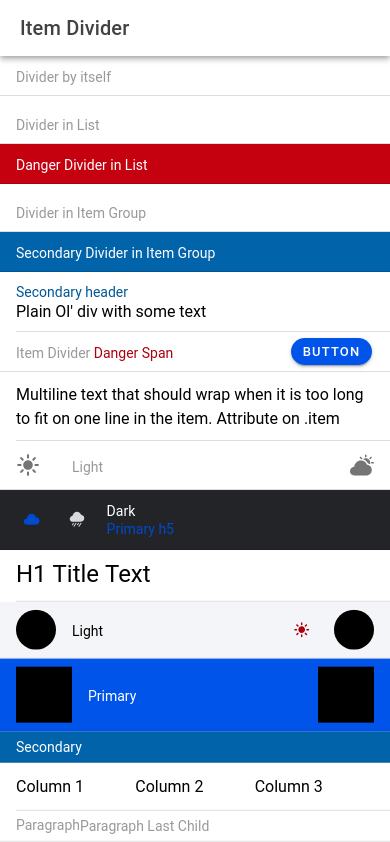 Item Divider
Divider by itself
Divider in List
Danger Divider in List
Divider in Item Group
Secondary Divider in Item Group
Secondary header
Plain Ol' div with some text
Item Divider Danger Span BUTTON
Multiline text that should wrap when it is too long
to fit on one line in the item. Attribute on .item
Light
Dark
Primary h5
H1 Title Text
Light
Primary
Secondary
Column 1 Column 2 Column 3
ParagraphParagraph Last Child